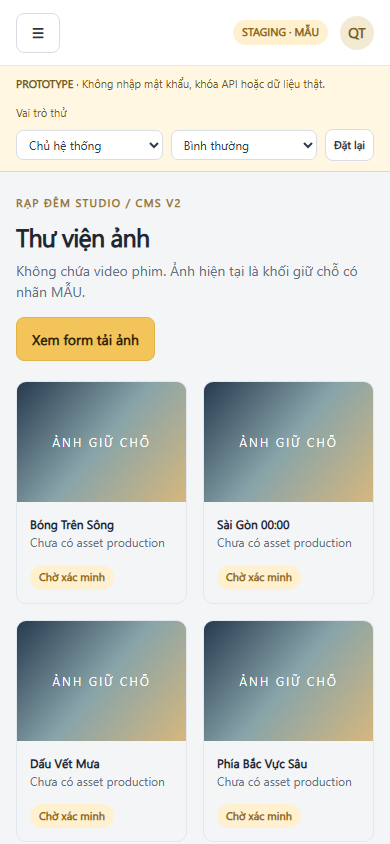 ☰
STAGING · MẪU
QT
PROTOTYPE · Không nhập mật khẩu, khóa API hoặc dữ liệu thật.
Vai trò thử
Chủ hệ thống
Bình thường
Đặt lại
RẠP ĐÊM STUDIO / CMS V2
Thư viện ảnh
Không chứa video phim. Ảnh hiện tại là khối giữ chỗ có
nhãn MẪU.
Xem form tải ảnh
ẢNH GIỮ CHỖ
Bóng Trên Sông
Chưa có asset production
Chờ xác minh
ẢNH GIỮ CHỖ
Sài Gòn 00:00
Chưa có asset production
Chờ xác minh
ẢNH GIỮ CHỖ
Dấu Vết Mưa
Chưa có asset production
Chờ xác minh
ẢNH GIỮ CHỖ
Phía Bắc Vực Sâu
Chưa có asset production
Chờ xác minh